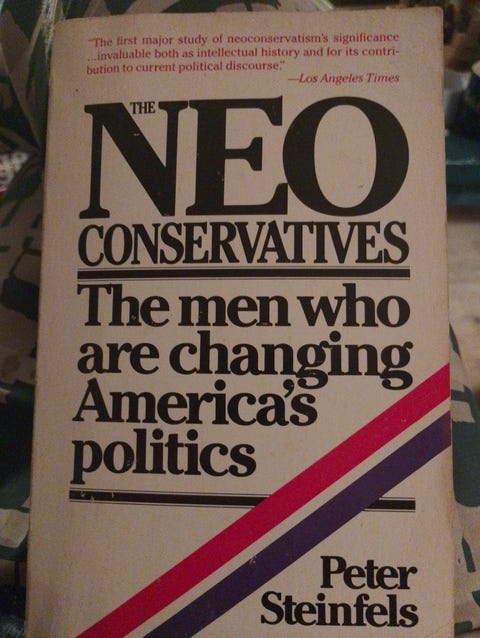 "The first major study of neoconservatism's significance
...invaluable both as intellectual history and for its contri-
bution to current political discourse."
—Los Angeles Times
THE
NEO
CONSERVATIVES
The men who
are changing
America's
politics
Peter
Steinfels